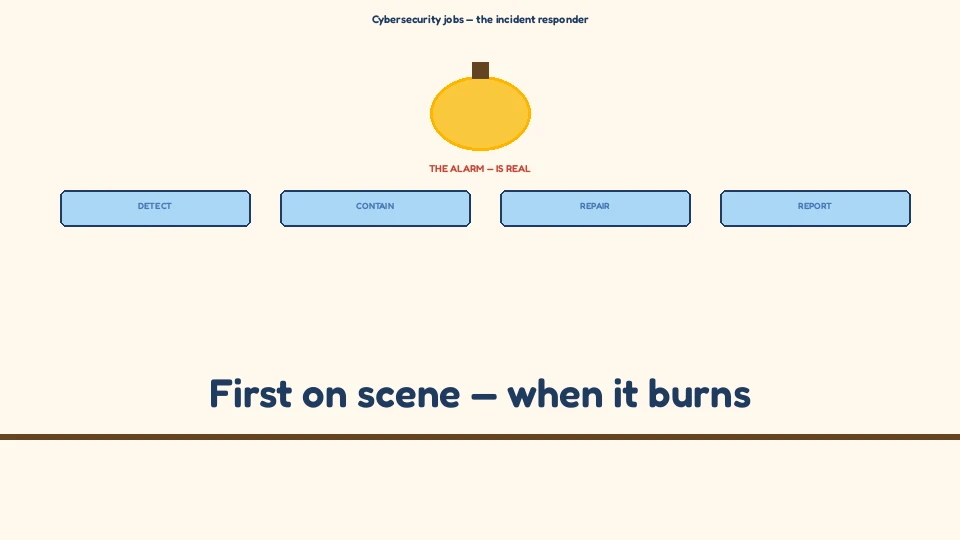 Cybersecurity jobs — the incident responder
THE ALARM — IS REAL
DETECT
CONTAIN
REPAIR
REPORT
First on scene — when it burns